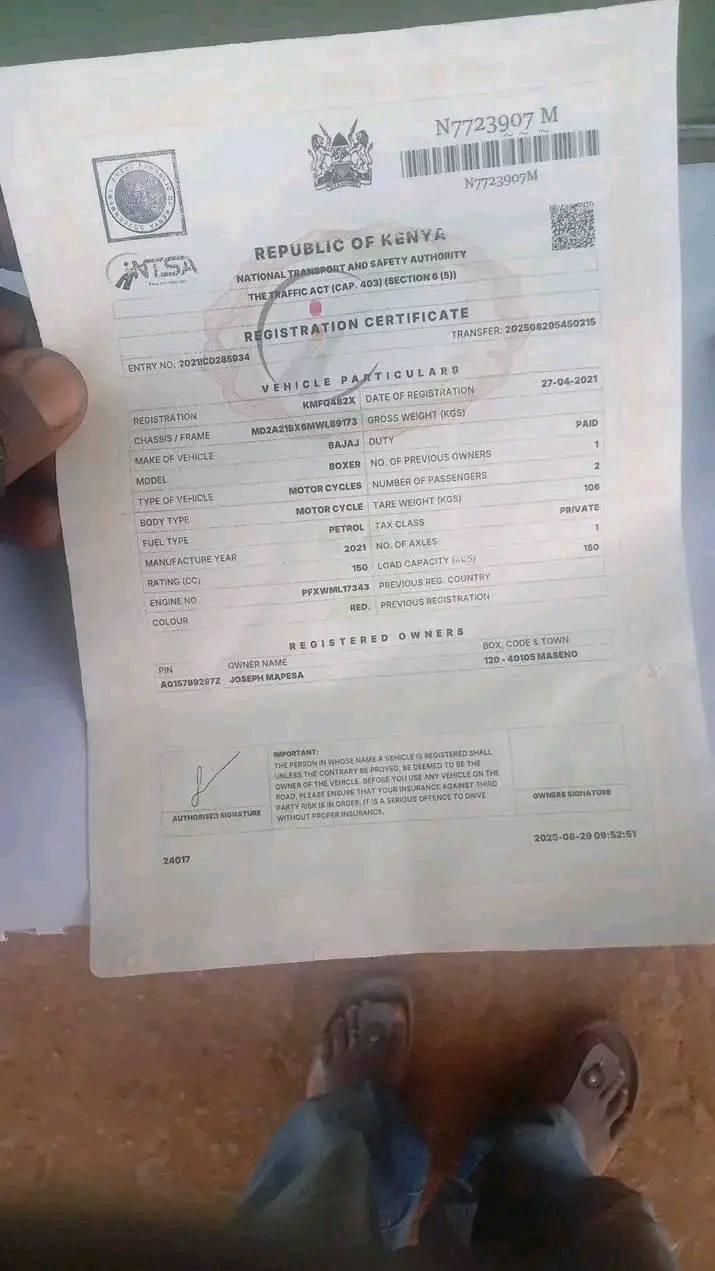 N7723907 M
N7723907M
NTSA
REPUBLIC OF KENYA
NATIONAL TRANSPORT AND SAFETY AUTHORITY
THE TRAFFIC ACT (CAP. 403) (SECTION 6 (5))
REGISTRATION CERTIFICATE
ENTRY NO: 2021ICD285934 TRANSFER: 202508295450215
VEHICLE PARTICULARS
REGISTRATION KMFQ482X DATE OF REGISTRATION 27-04-2021
CHASSIS / FRAME MD2A21BX6MWL89173 GROSS WEIGHT (KGS)
MAKE OF VEHICLE BAJAJ DUTY PAID
MODEL BOXER NO. OF PREVIOUS OWNERS 1
TYPE OF VEHICLE MOTOR CYCLES NUMBER OF PASSENGERS 2
BODY TYPE MOTOR CYCLE TARE WEIGHT (KGS) 106
FUEL TYPE PETROL TAX CLASS PRIVATE
MANUFACTURE YEAR 2021 NO. OF AXLES 1
RATING (CC) 150 LOAD CAPACITY (KGS) 150
ENGINE NO PFXWML17343 PREVIOUS REG. COUNTRY
COLOUR RED. PREVIOUS REGISTRATION
REGISTERED OWNERS
PIN OWNER NAME BOX, CODE & TOWN
A015799297Z JOSEPH MAPESA 120 - 40105 MASENO
IMPORTANT:
THE PERSON IN WHOSE NAME A VEHICLE IS REGISTERED SHALL
UNLESS THE CONTRARY BE PROVED, BE DEEMED TO BE THE
OWNER OF THE VEHICLE. BEFORE YOU USE ANY VEHICLE ON THE
ROAD, PLEASE ENSURE THAT YOUR INSURANCE AGAINST THIRD
PARTY RISK IS IN ORDER. IT IS A SERIOUS OFFENCE TO DRIVE
WITHOUT PROPER INSURANCE.
AUTHORISED SIGNATURE OWNERS SIGNATURE
24017 2025-08-29 09:52:51